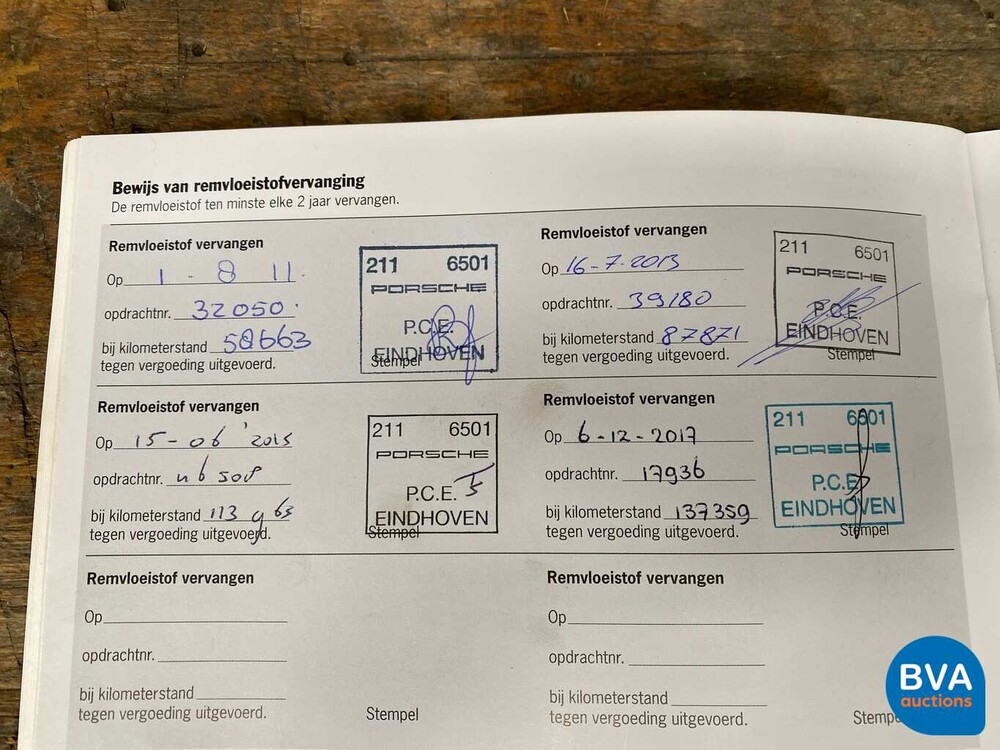 Bewijs van remvloeistofvervanging
De remvloeistof ten minste elke 2 jaar vervangen.
Remvloeistof vervangen
Op 1 - 8 11.
opdrachtnr. 32050.
bij kilometerstand 58663
tegen vergoeding uitgevoerd.
211 6501
PORSCHE
P.C.E.
EINDHOVEN
Stempel
Remvloeistof vervangen
Op 16-7-2013
opdrachtnr. 39180
bij kilometerstand 87871
tegen vergoeding uitgevoerd.
211 6501
PORSCHE
P.C.E.
EINDHOVEN
Stempel
Remvloeistof vervangen
Op 15-06 '2015
opdrachtnr.
bij kilometerstand 113 963
tegen vergoeding uitgevoerd.
211 6501
PORSCHE
P.C.E.
EINDHOVEN
Stempel
Remvloeistof vervangen
Op 6-12-2017
opdrachtnr. 17936
bij kilometerstand 137359
tegen vergoeding uitgevoerd.
211 6501
PORSCHE
P.C.E.
EINDHOVEN
Stempel
Remvloeistof vervangen
Op
opdrachtnr.
bij kilometerstand
tegen vergoeding uitgevoerd.
Stempel
Remvloeistof vervangen
Op
opdrachtnr.
bij kilometerstand
tegen vergoeding uitgevoerd.
Stempe
BVA
auctions